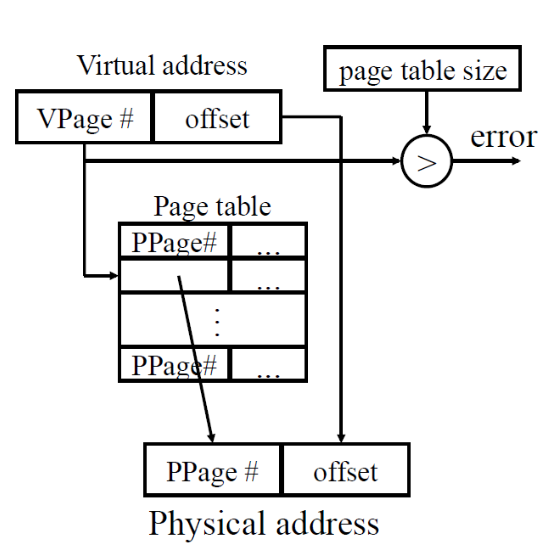 Virtual address
page table size
VPage #
offset
>
error
Page table
PPage#
...
...
⋮
PPage#
...
PPage #
offset
Physical address